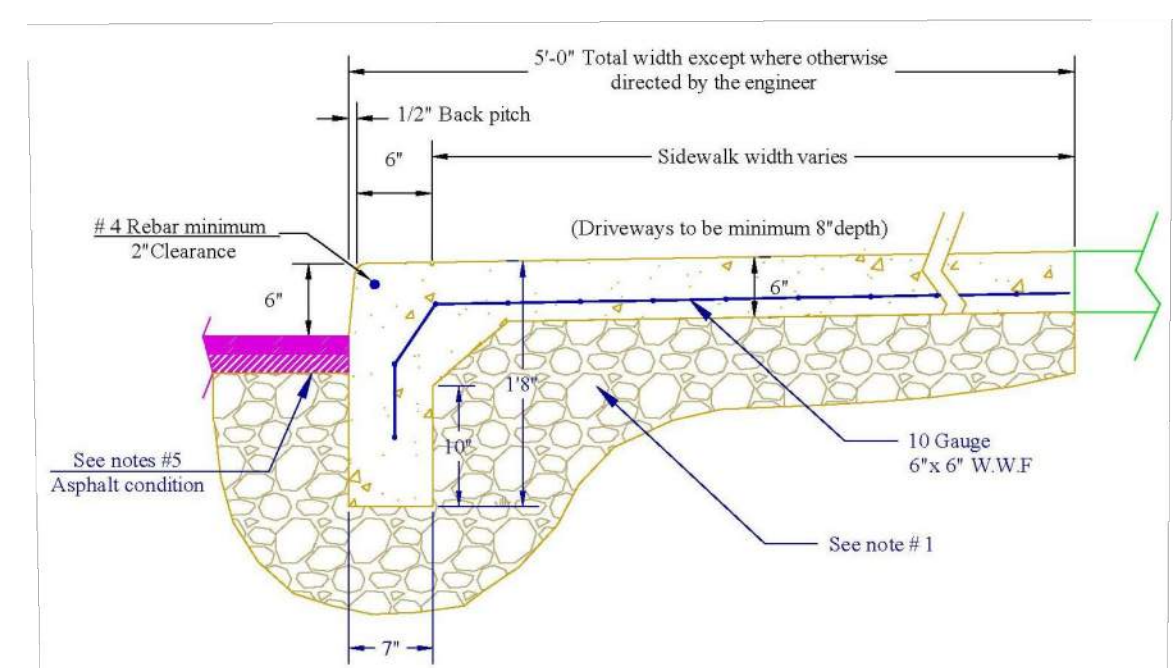 5'-0" Total width except where otherwise
directed by the engineer
1/2" Back pitch
6"
Sidewalk width varies
# 4 Rebar minimum
2"Clearance
(Driveways to be minimum 8"depth)
6"
6"
1'8"
10"
See notes #5
Asphalt condition
10 Gauge
6"x 6" W.W.F
See note # 1
7"